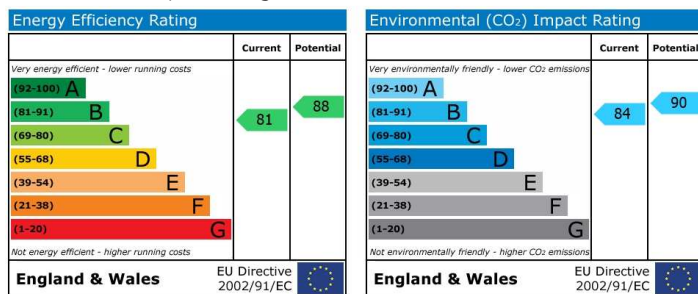 Energy Efficiency Rating
Current Potential
Very energy efficient - lower running costs
(92-100) A
(81-91) B
(69-80) C
(55-68) D
(39-54) E
(21-38) F
(1-20) G
81
88
Not energy efficient - higher running costs
England & Wales
EU Directive
2002/91/EC
Environmental (CO₂) Impact Rating
Current Potential
Very environmentally friendly - lower CO₂ emissions
(92-100) A
(81-91) B
(69-80) C
(55-68) D
(39-54) E
(21-38) F
(1-20) G
84
90
Not environmentally friendly - higher CO₂ emissions
England & Wales
EU Directive
2002/91/EC